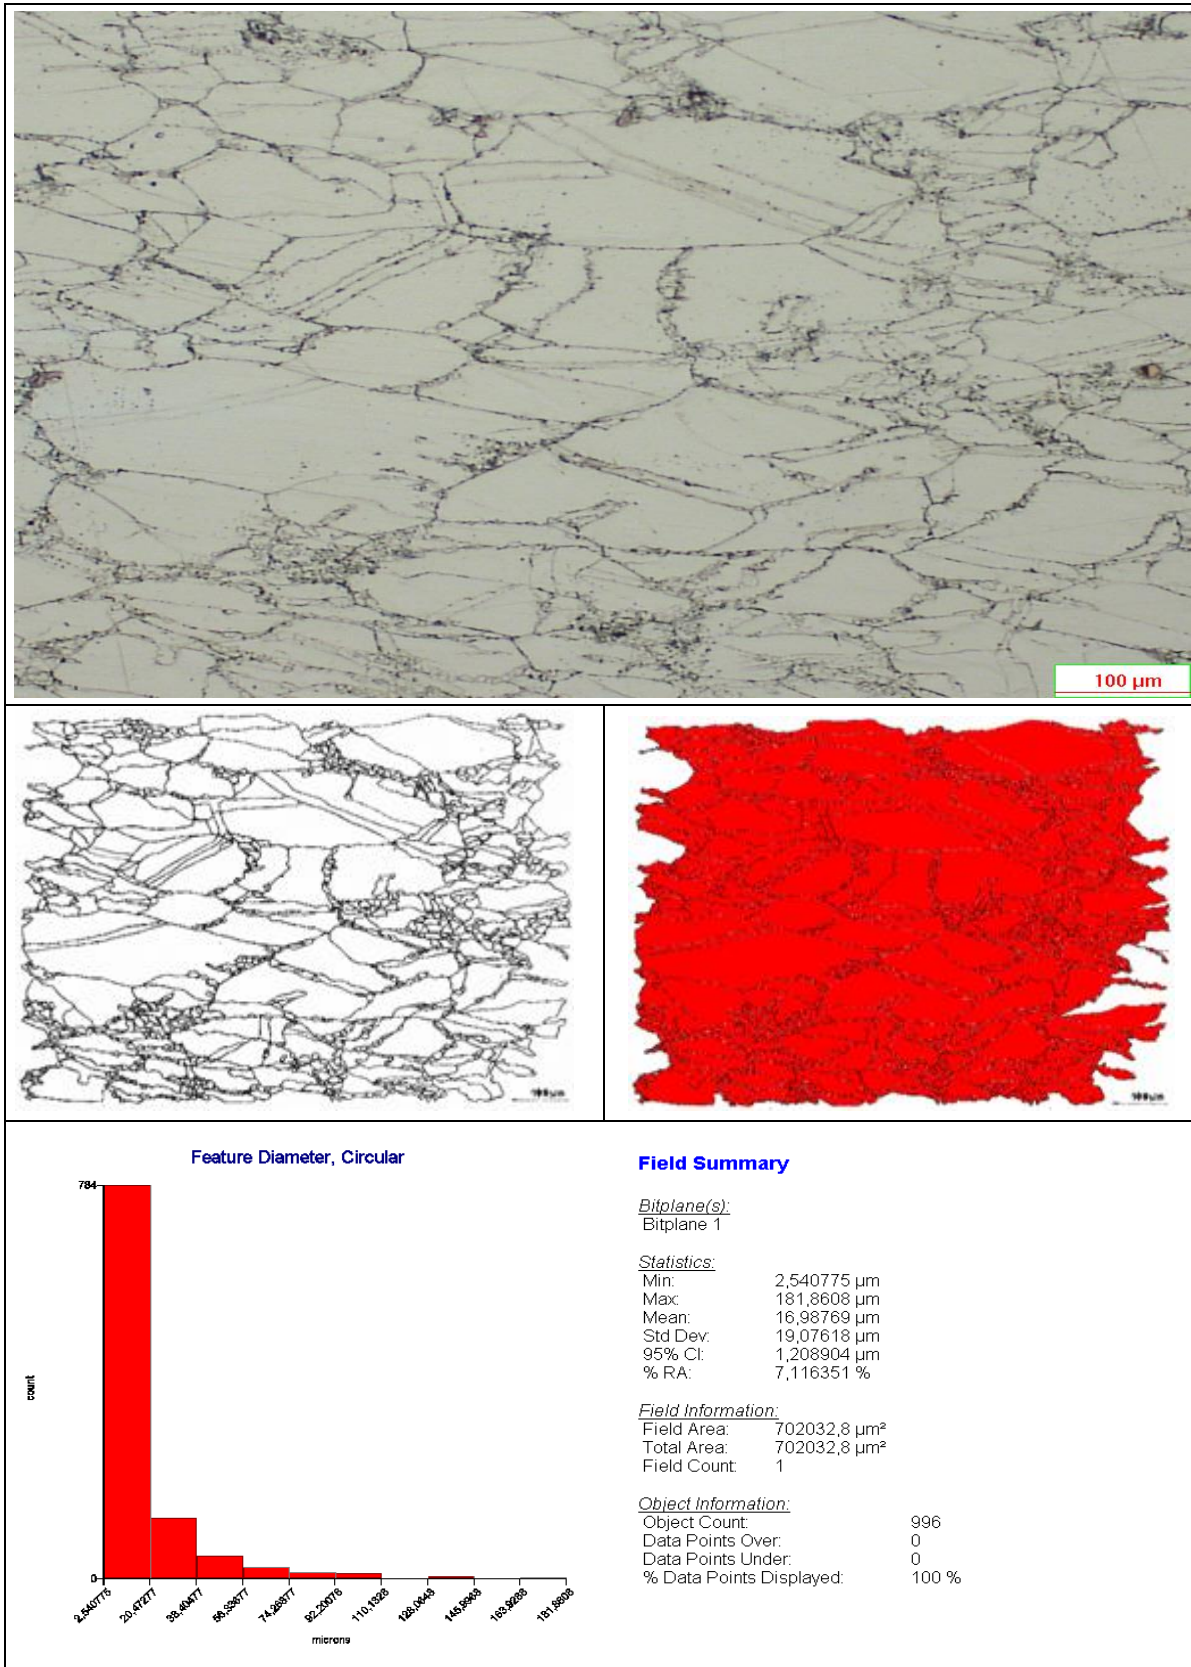 100 µm
100µm
100µm
Feature Diameter, Circular
784
count
0
2,540775
20,47277
38,40477
56,33677
74,26877
92,20076
110,1328
128,0648
145,9968
163,9288
181,8608
microns
Field Summary
Bitplane(s):
Bitplane 1
Statistics:
Min: 2,540775 µm
Max: 181,8608 µm
Mean: 16,98769 µm
Std Dev: 19,07618 µm
95% CI: 1,208904 µm
% RA: 7,116351 %
Field Information:
Field Area: 702032,8 µm²
Total Area: 702032,8 µm²
Field Count: 1
Object Information:
Object Count: 996
Data Points Over: 0
Data Points Under: 0
% Data Points Displayed: 100 %